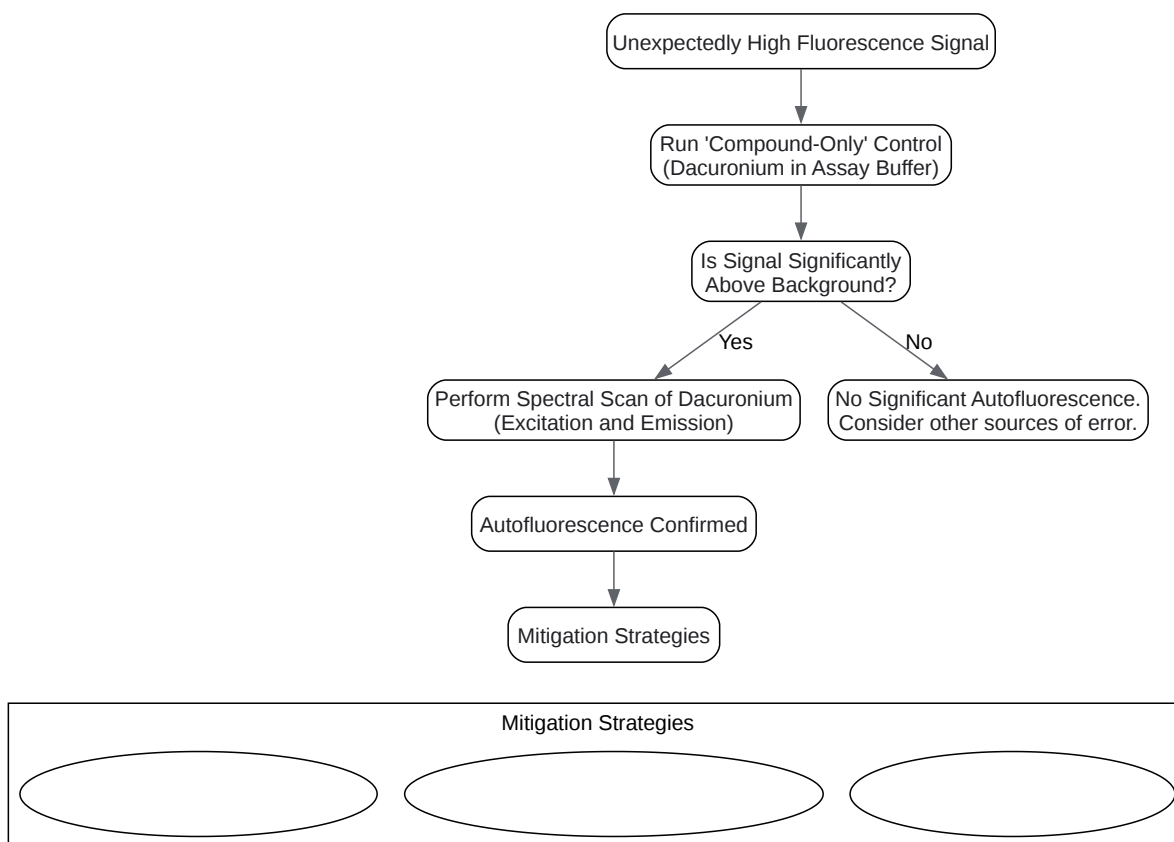 Unexpectedly High Fluorescence Signal
Run 'Compound-Only' Control
(Dacuronium in Assay Buffer)
Is Signal Significantly
Above Background?
Yes
No
Perform Spectral Scan of Dacuronium
(Excitation and Emission)
No Significant Autofluorescence.
Consider other sources of error.
Autofluorescence Confirmed
Mitigation Strategies
Mitigation Strategies